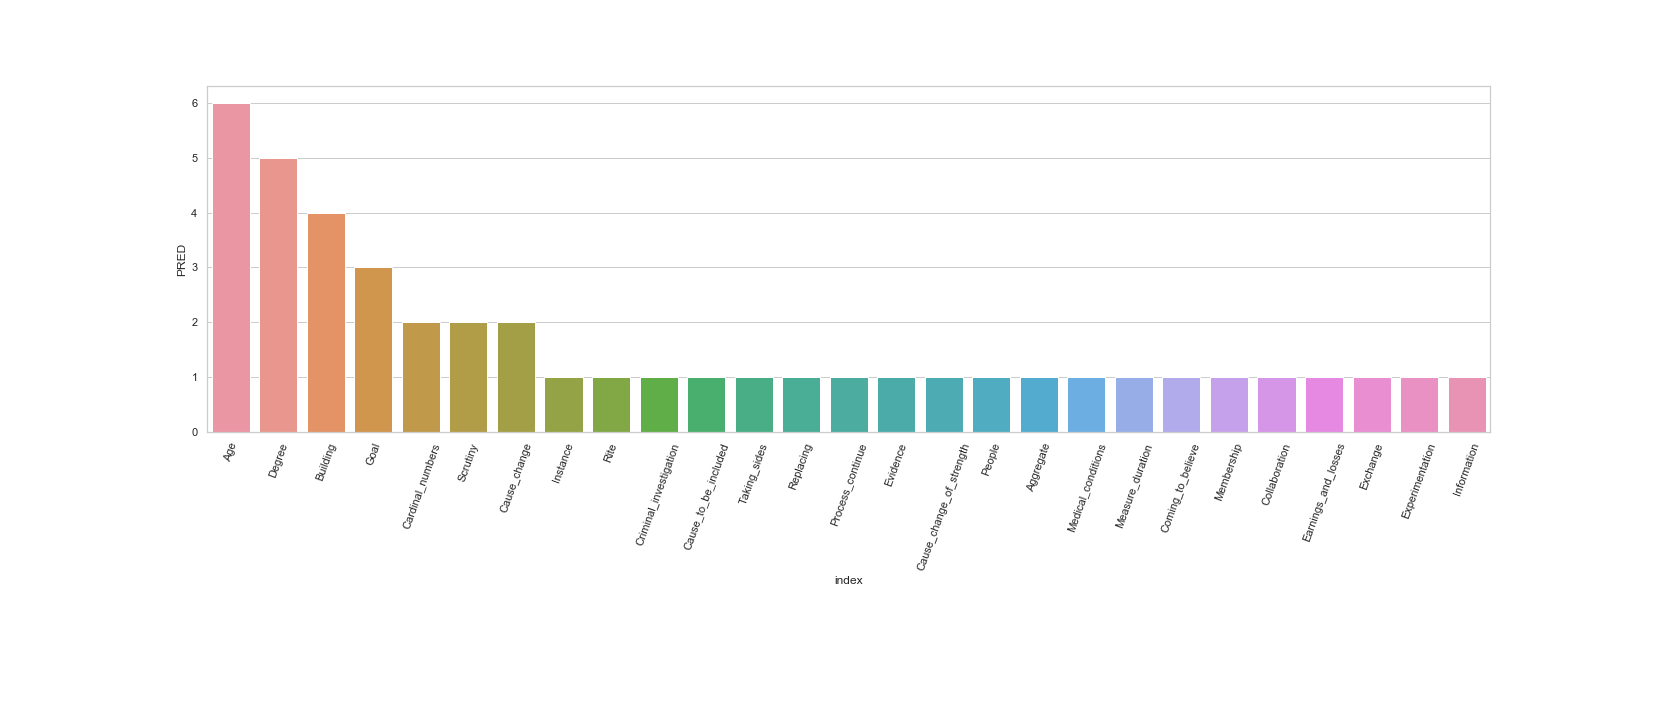 6
5
4
3
2
1
0
PRED
Age
Degree
Building
Goal
Cardinal_numbers
Scrutiny
Cause_change
Instance
Rite
Criminal_investigation
Cause_to_be_included
Taking_sides
Replacing
Process_continue
Evidence
Cause_change_of_strength
People
Aggregate
Medical_conditions
Measure_duration
Coming_to_believe
Membership
Collaboration
Earnings_and_losses
Exchange
Experimentation
Information
index